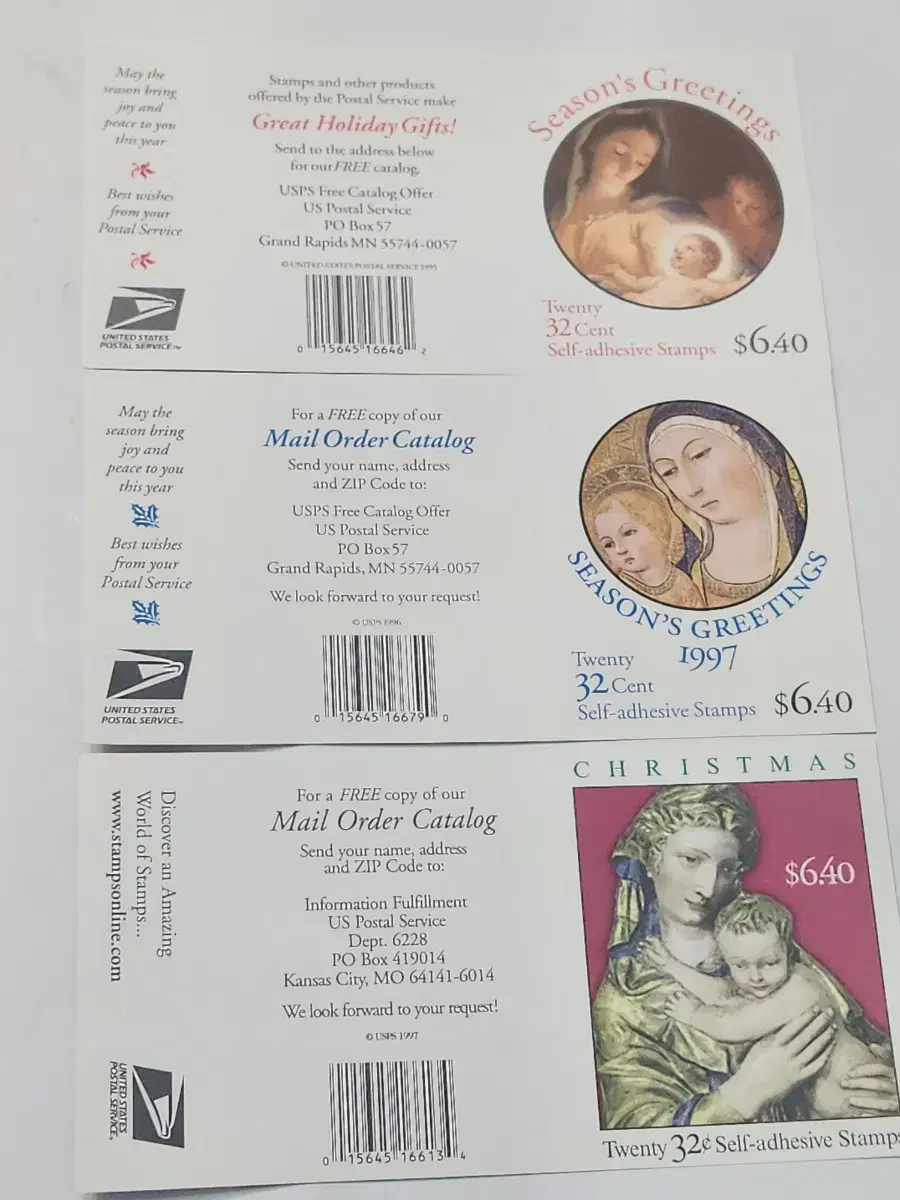 May the
season bring
joy and
peace to you
this year
Best wishes
from your
Postal Service
UNITED STATES
POSTAL SERVICE™
Stamps and other products
offered by the Postal Service make
Great Holiday Gifts!
Send to the address below
for our FREE catalog.
USPS Free Catalog Offer
US Postal Service
PO Box 57
Grand Rapids MN 55744-0057
© UNITED STATES POSTAL SERVICE 1995
0 15645 16646 2
Season's Greetings
Twenty
32 Cent
Self-adhesive Stamps $6.40
May the
season bring
joy and
peace to you
this year
Best wishes
from your
Postal Service
UNITED STATES
POSTAL SERVICE™
For a FREE copy of our
Mail Order Catalog
Send your name, address
and ZIP Code to:
USPS Free Catalog Offer
US Postal Service
PO Box 57
Grand Rapids, MN 55744-0057
We look forward to your request!
© USPS 1996
0 15645 16679 0
SEASON'S GREETINGS
1997
Twenty
32 Cent
Self-adhesive Stamps $6.40
Discover an Amazing
World of Stamps...
www.stampsonline.com
UNITED STATES
POSTAL SERVICE
For a FREE copy of our
Mail Order Catalog
Send your name, address
and ZIP Code to:
Information Fulfillment
US Postal Service
Dept. 6228
PO Box 419014
Kansas City, MO 64141-6014
We look forward to your request!
© USPS 1997
0 15645 16613 4
CHRISTMAS
$6.40
Twenty 32¢ Self-adhesive Stamps